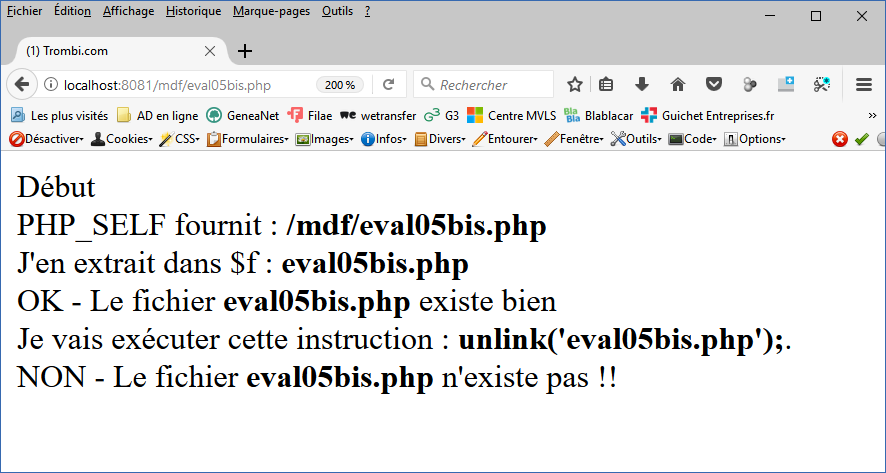 Fichier Édition Affichage Historique Marque-pages Outils ?
(1) Trombi.com
localhost:8081/mdf/eval05bis.php 200 % Rechercher
Les plus visités AD en ligne GeneaNet Filae we wetransfer G3 G3 Centre MVLS Bla Bla Blablacar Guichet Entreprises.fr »
Désactiver Cookies CSS Formulaires Images Infos Divers Entourer Fenêtre Outils Code Options
Début
PHP_SELF fournit : /mdf/eval05bis.php
J'en extrait dans $f : eval05bis.php
OK - Le fichier eval05bis.php existe bien
Je vais exécuter cette instruction : unlink('eval05bis.php');.
NON - Le fichier eval05bis.php n'existe pas !!